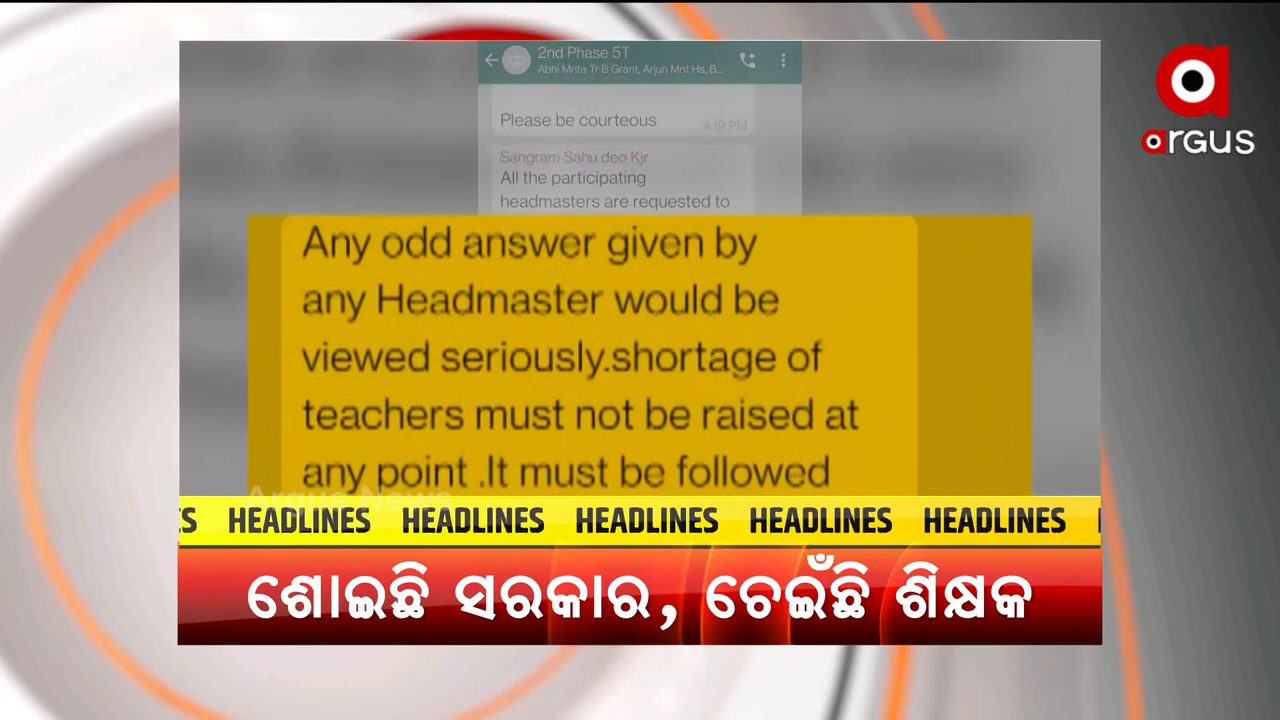 2nd Phase 5T
Abhi Mrita Tr B Grant, Arjun Mnt Hs, B...
Please be courteous
4:19 PM
Sangram Sahu deo Kjr
All the participating
headmasters are requested to
argus
Any odd answer given by
any Headmaster would be
viewed seriously.shortage of
teachers must not be raised at
any point .It must be followed
Argus News
ES HEADLINES HEADLINES HEADLINES HEADLINES HEADLINES
ଶୋଇଛି ସରକାର, ଚେଇଁଛି ଶିକ୍ଷକ